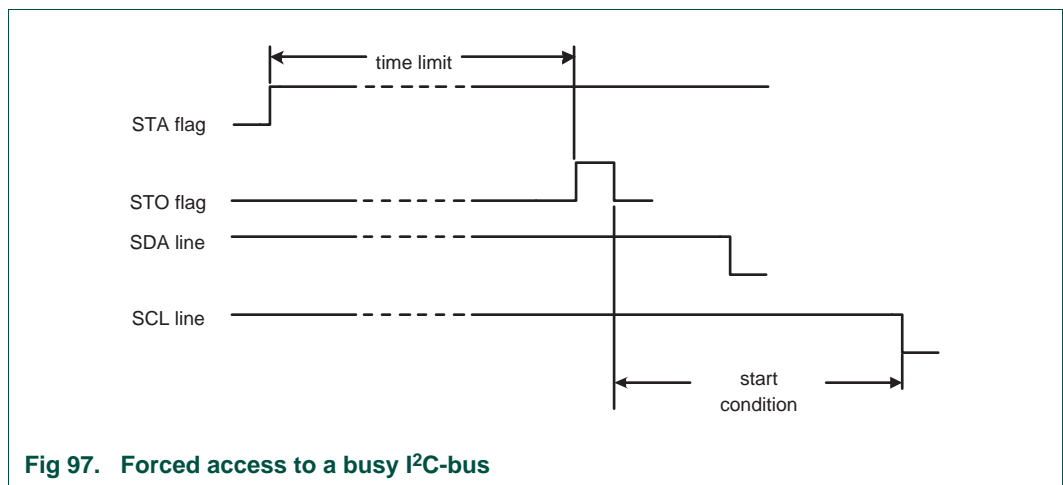 time limit
STA flag
STO flag
SDA line
SCL line
start
condition
Fig 97. Forced access to a busy I²C-bus